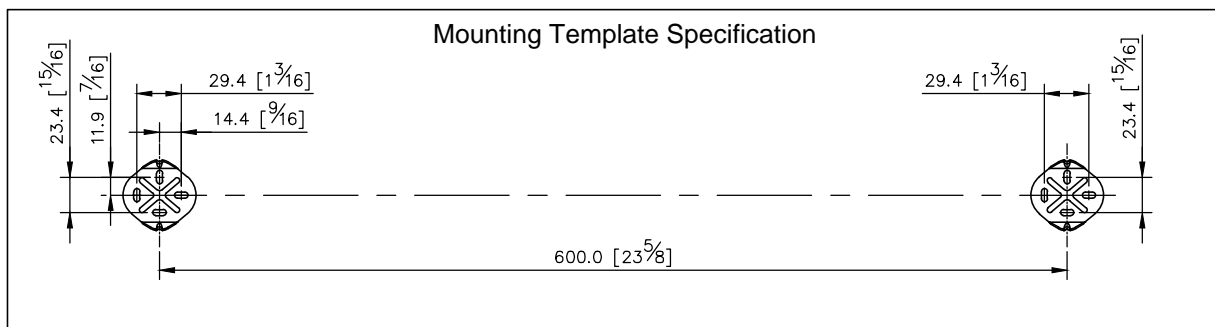 Mounting Template Specification
23.4 [15⁄16]
11.9 [7⁄16]
29.4 [1 3⁄16]
14.4 [9⁄16]
29.4 [1 3⁄16]
23.4 [15⁄16]
600.0 [23 5⁄8]